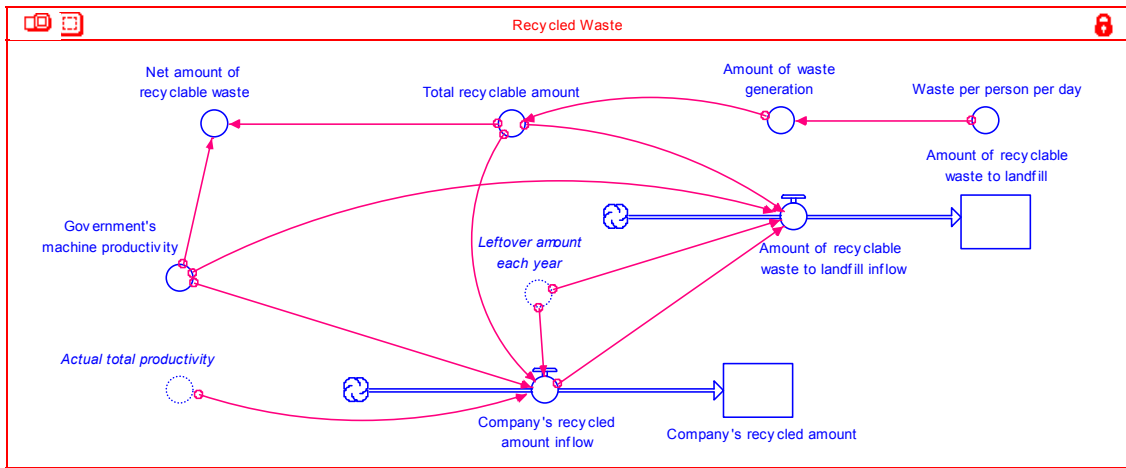 Recycled Waste
Net amount of
recyclable waste
Total recyclable amount
Amount of waste
generation
Waste per person per day
Amount of recyclable
waste to landfill
Government's
machine productivity
Leftover amount
each year
Amount of recyclable
waste to landfill inflow
Actual total productivity
Company's recycled
amount inflow
Company's recycled amount